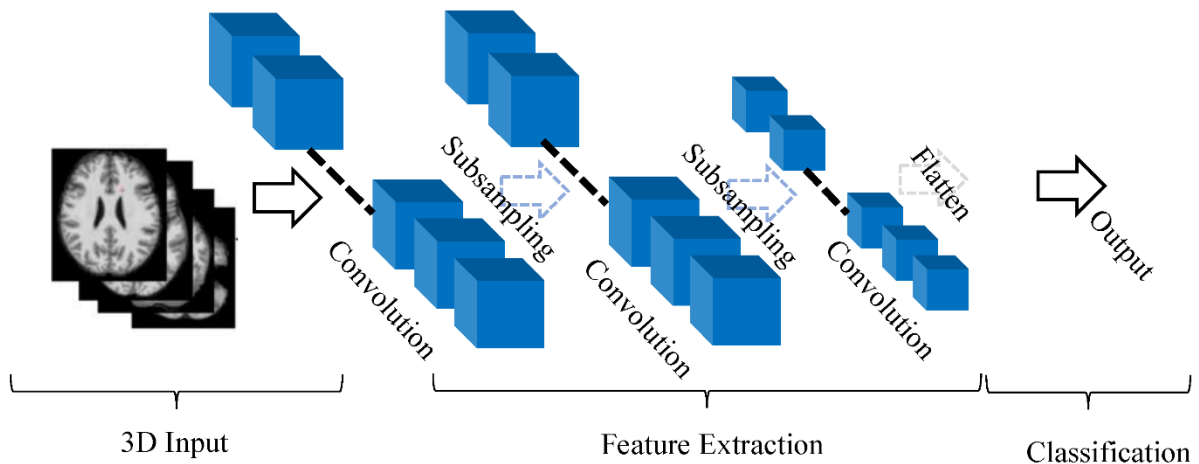 Convolution
Subsampling
Convolution
Subsampling
Convolution
Flatten
Output
3D Input
Feature Extraction
Classification